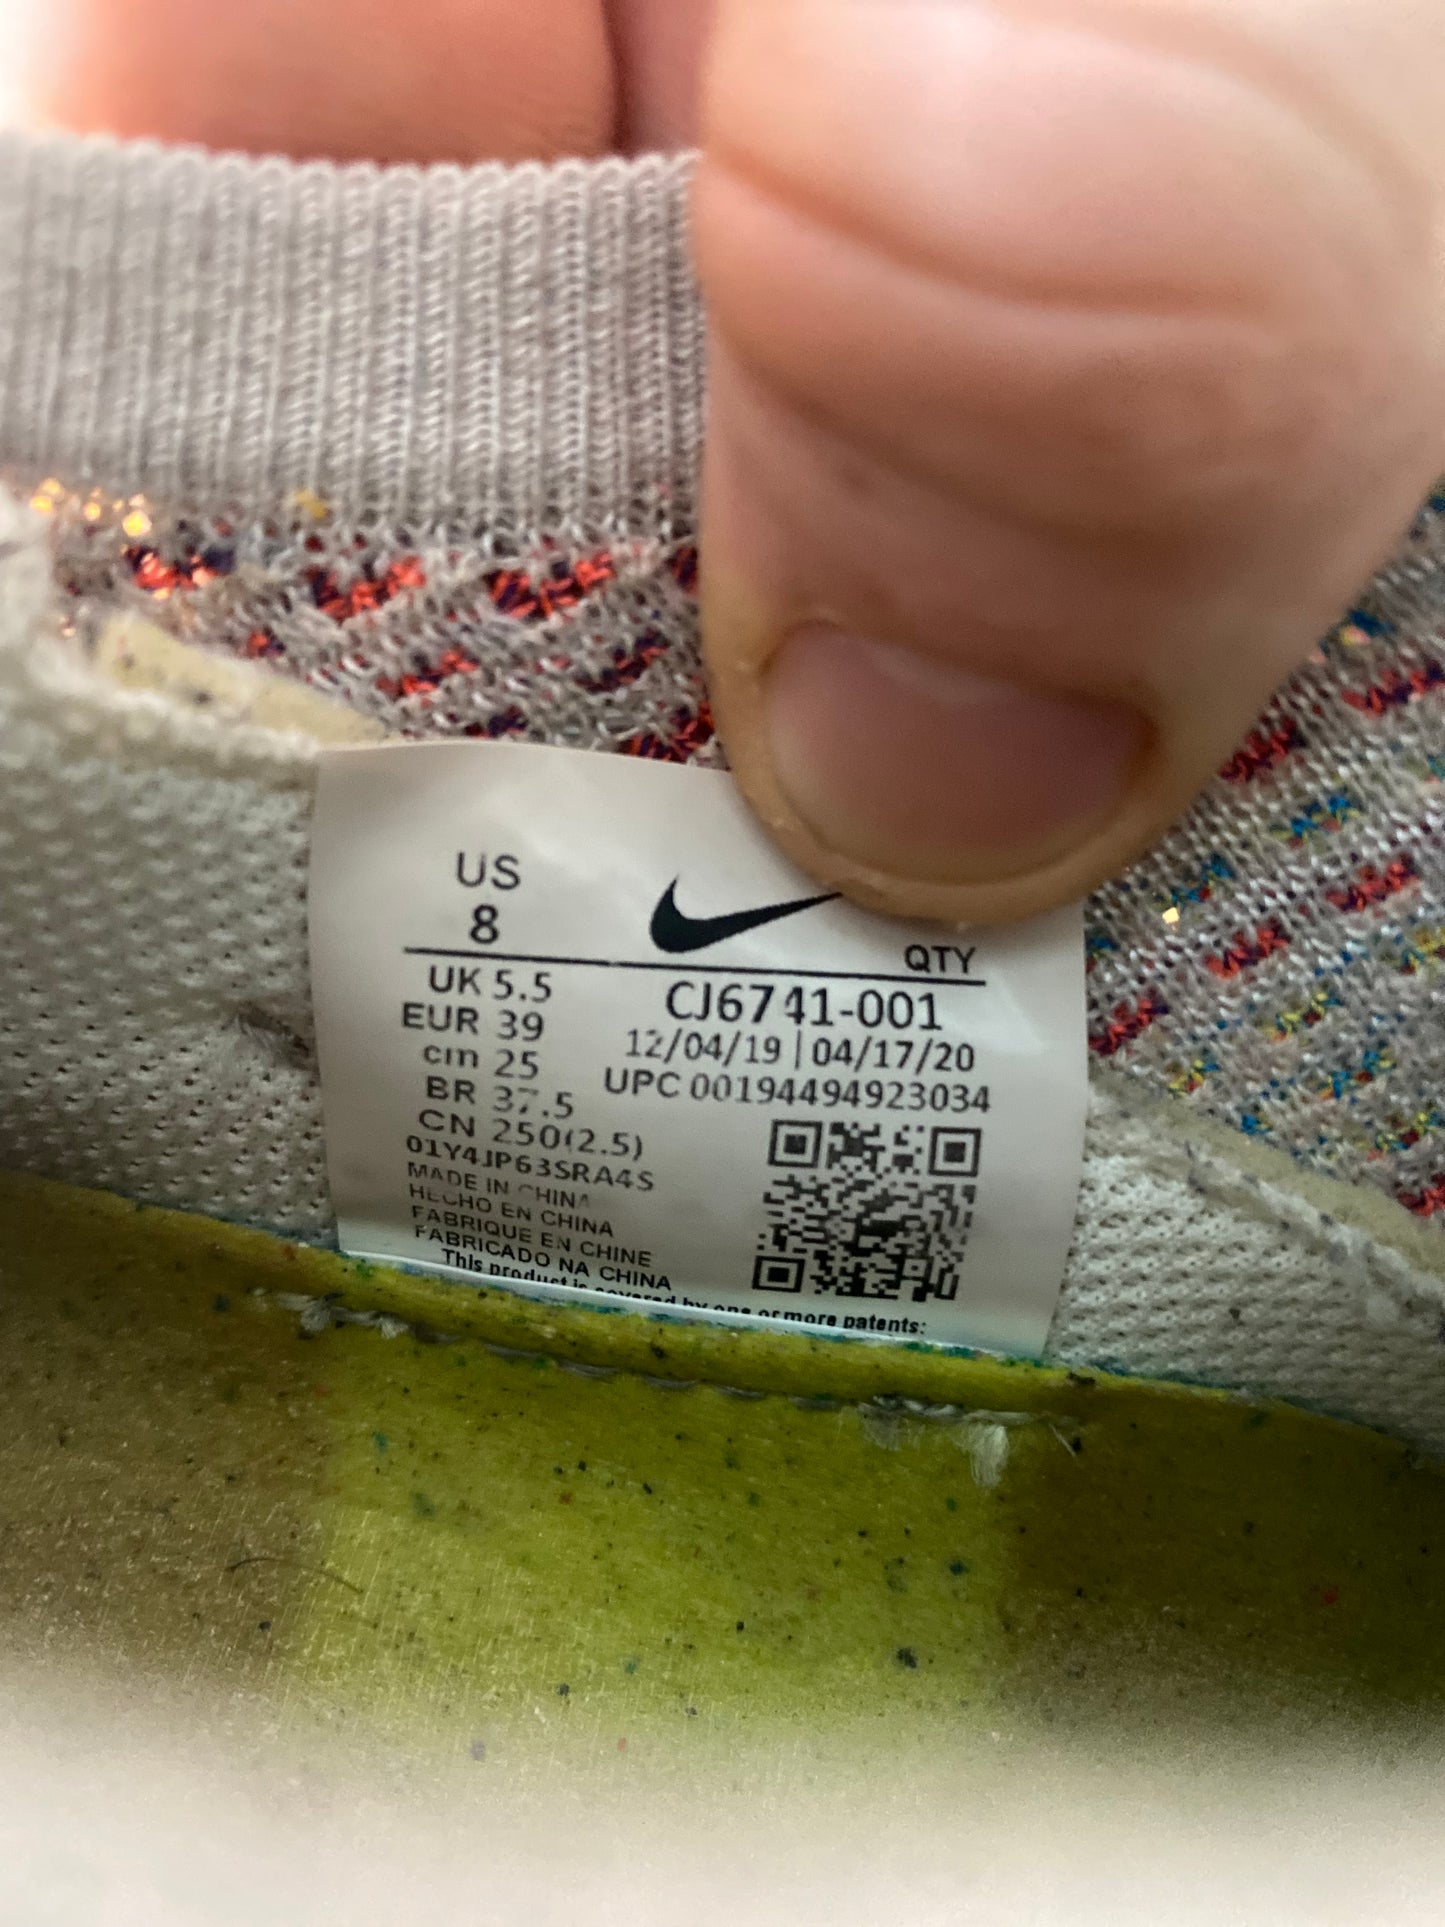 US
8
QTY
UK 5.5
EUR 39
cm 25
BR 37.5
CN 250(2.5)
01Y4JP63SRA4S
MADE IN CHINA
HECHO EN CHINA
FABRIQUE EN CHINE
FABRICADO NA CHINA
CJ6741-001
12/04/19 | 04/17/20
UPC 00194494923034
This product is covered by one or more patents: